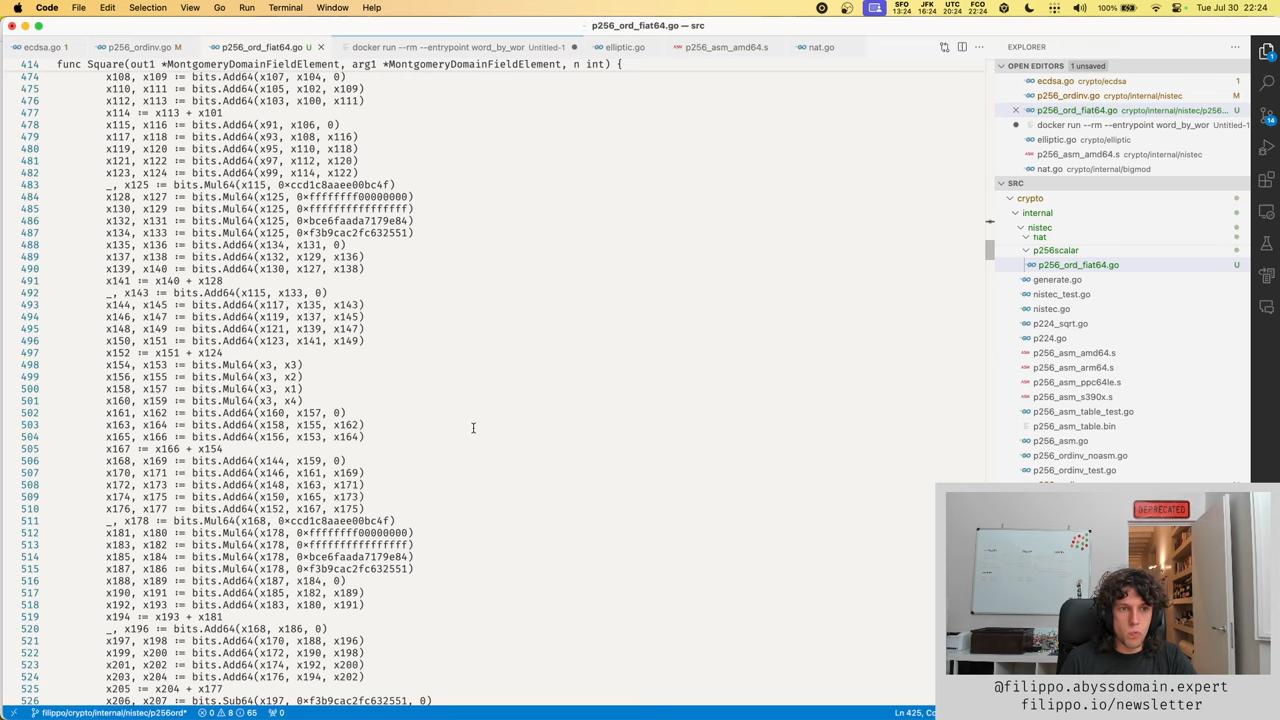 Code File Edit Selection View Go Run Terminal Window Help
SFO 13:24 JFK 16:24 UTC 20:24 FCO 22:24 100% Tue Jul 30 22:24
p256_ord_fiat64.go — src
ecdsa.go 1 p256_ordinv.go M p256_ord_fiat64.go U docker run --rm --entrypoint word_by_wor Untitled-1 elliptic.go p256_asm_amd64.s nat.go
414 func Square(out1 *MontgomeryDomainFieldElement, arg1 *MontgomeryDomainFieldElement, n int) {
474 x108, x109 := bits.Add64(x107, x104, 0)
475 x110, x111 := bits.Add64(x105, x102, x109)
476 x112, x113 := bits.Add64(x103, x100, x111)
477 x114 := x113 + x101
478 x115, x116 := bits.Add64(x91, x106, 0)
479 x117, x118 := bits.Add64(x93, x108, x116)
480 x119, x120 := bits.Add64(x95, x110, x118)
481 x121, x122 := bits.Add64(x97, x112, x120)
482 x123, x124 := bits.Add64(x99, x114, x122)
483 _, x125 := bits.Mul64(x115, 0xccd1c8aaee00bc4f)
484 x128, x127 := bits.Mul64(x125, 0xffffffff00000000)
485 x130, x129 := bits.Mul64(x125, 0xffffffffffffffff)
486 x132, x131 := bits.Mul64(x125, 0xbce6faada7179e84)
487 x134, x133 := bits.Mul64(x125, 0xf3b9cac2fc632551)
488 x135, x136 := bits.Add64(x134, x131, 0)
489 x137, x138 := bits.Add64(x132, x129, x136)
490 x139, x140 := bits.Add64(x130, x127, x138)
491 x141 := x140 + x128
492 _, x143 := bits.Add64(x115, x133, 0)
493 x144, x145 := bits.Add64(x117, x135, x143)
494 x146, x147 := bits.Add64(x119, x137, x145)
495 x148, x149 := bits.Add64(x121, x139, x147)
496 x150, x151 := bits.Add64(x123, x141, x149)
497 x152 := x151 + x124
498 x154, x153 := bits.Mul64(x3, x3)
499 x156, x155 := bits.Mul64(x3, x2)
500 x158, x157 := bits.Mul64(x3, x1)
501 x160, x159 := bits.Mul64(x3, x4)
502 x161, x162 := bits.Add64(x160, x157, 0)
503 x163, x164 := bits.Add64(x158, x155, x162)
504 x165, x166 := bits.Add64(x156, x153, x164)
505 x167 := x166 + x154
506 x168, x169 := bits.Add64(x144, x159, 0)
507 x170, x171 := bits.Add64(x146, x161, x169)
508 x172, x173 := bits.Add64(x148, x163, x171)
509 x174, x175 := bits.Add64(x150, x165, x173)
510 x176, x177 := bits.Add64(x152, x167, x175)
511 _, x178 := bits.Mul64(x168, 0xccd1c8aaee00bc4f)
512 x181, x180 := bits.Mul64(x178, 0xffffffff00000000)
513 x183, x182 := bits.Mul64(x178, 0xffffffffffffffff)
514 x185, x184 := bits.Mul64(x178, 0xbce6faada7179e84)
515 x187, x186 := bits.Mul64(x178, 0xf3b9cac2fc632551)
516 x188, x189 := bits.Add64(x187, x184, 0)
517 x190, x191 := bits.Add64(x185, x182, x189)
518 x192, x193 := bits.Add64(x183, x180, x191)
519 x194 := x193 + x181
520 _, x196 := bits.Add64(x168, x186, 0)
521 x197, x198 := bits.Add64(x170, x188, x196)
522 x199, x200 := bits.Add64(x172, x190, x198)
523 x201, x202 := bits.Add64(x174, x192, x200)
524 x203, x204 := bits.Add64(x176, x194, x202)
525 x205 := x204 + x177
526 x206, x207 := bits.Sub64(x197, 0xf3b9cac2fc632551, 0)
EXPLORER
OPEN EDITORS 1 unsaved
ecdsa.go crypto/ecdsa 1
p256_ordinv.go crypto/internal/nistec M
p256_ord_fiat64.go crypto/internal/nistec/p256... U
docker run --rm --entrypoint word_by_wor Untitled-1
elliptic.go crypto/elliptic
p256_asm_amd64.s crypto/internal/nistec
nat.go crypto/internal/bigmod
SRC
crypto
internal
nistec
fiat
p256scalar
p256_ord_fiat64.go U
generate.go
nistec_test.go
nistec.go
p224_sqrt.go
p224.go
p256_asm_amd64.s
p256_asm_arm64.s
p256_asm_ppc64le.s
p256_asm_s390x.s
p256_asm_table_test.go
p256_asm_table.bin
p256_asm.go
p256_ordinv_noasm.go
p256_ordinv_test.go
14
DEPRECATED
@filippo.abyssdomain.expert
filippo.io/newsletter
filippo/crypto/internal/nistec/p256ord* 0 8 65 0 Ln 425,